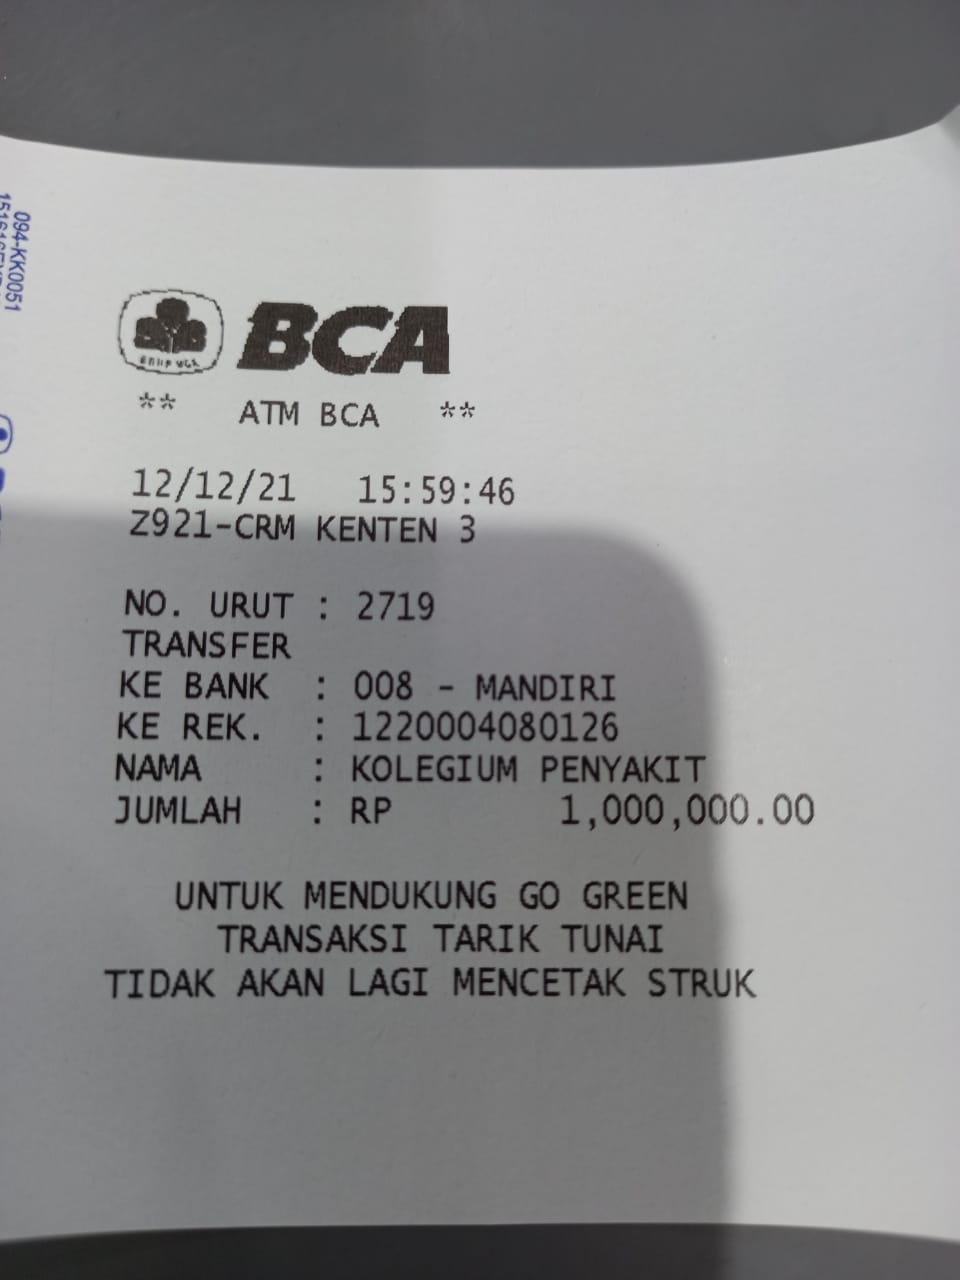 094-KK0051
BCA
** ATM BCA **
12/12/21 15:59:46
Z921-CRM KENTEN 3
NO. URUT : 2719
TRANSFER
KE BANK : 008 - MANDIRI
KE REK. : 1220004080126
NAMA : KOLEGIUM PENYAKIT
JUMLAH : RP 1,000,000.00
UNTUK MENDUKUNG GO GREEN
TRANSAKSI TARIK TUNAI
TIDAK AKAN LAGI MENCETAK STRUK